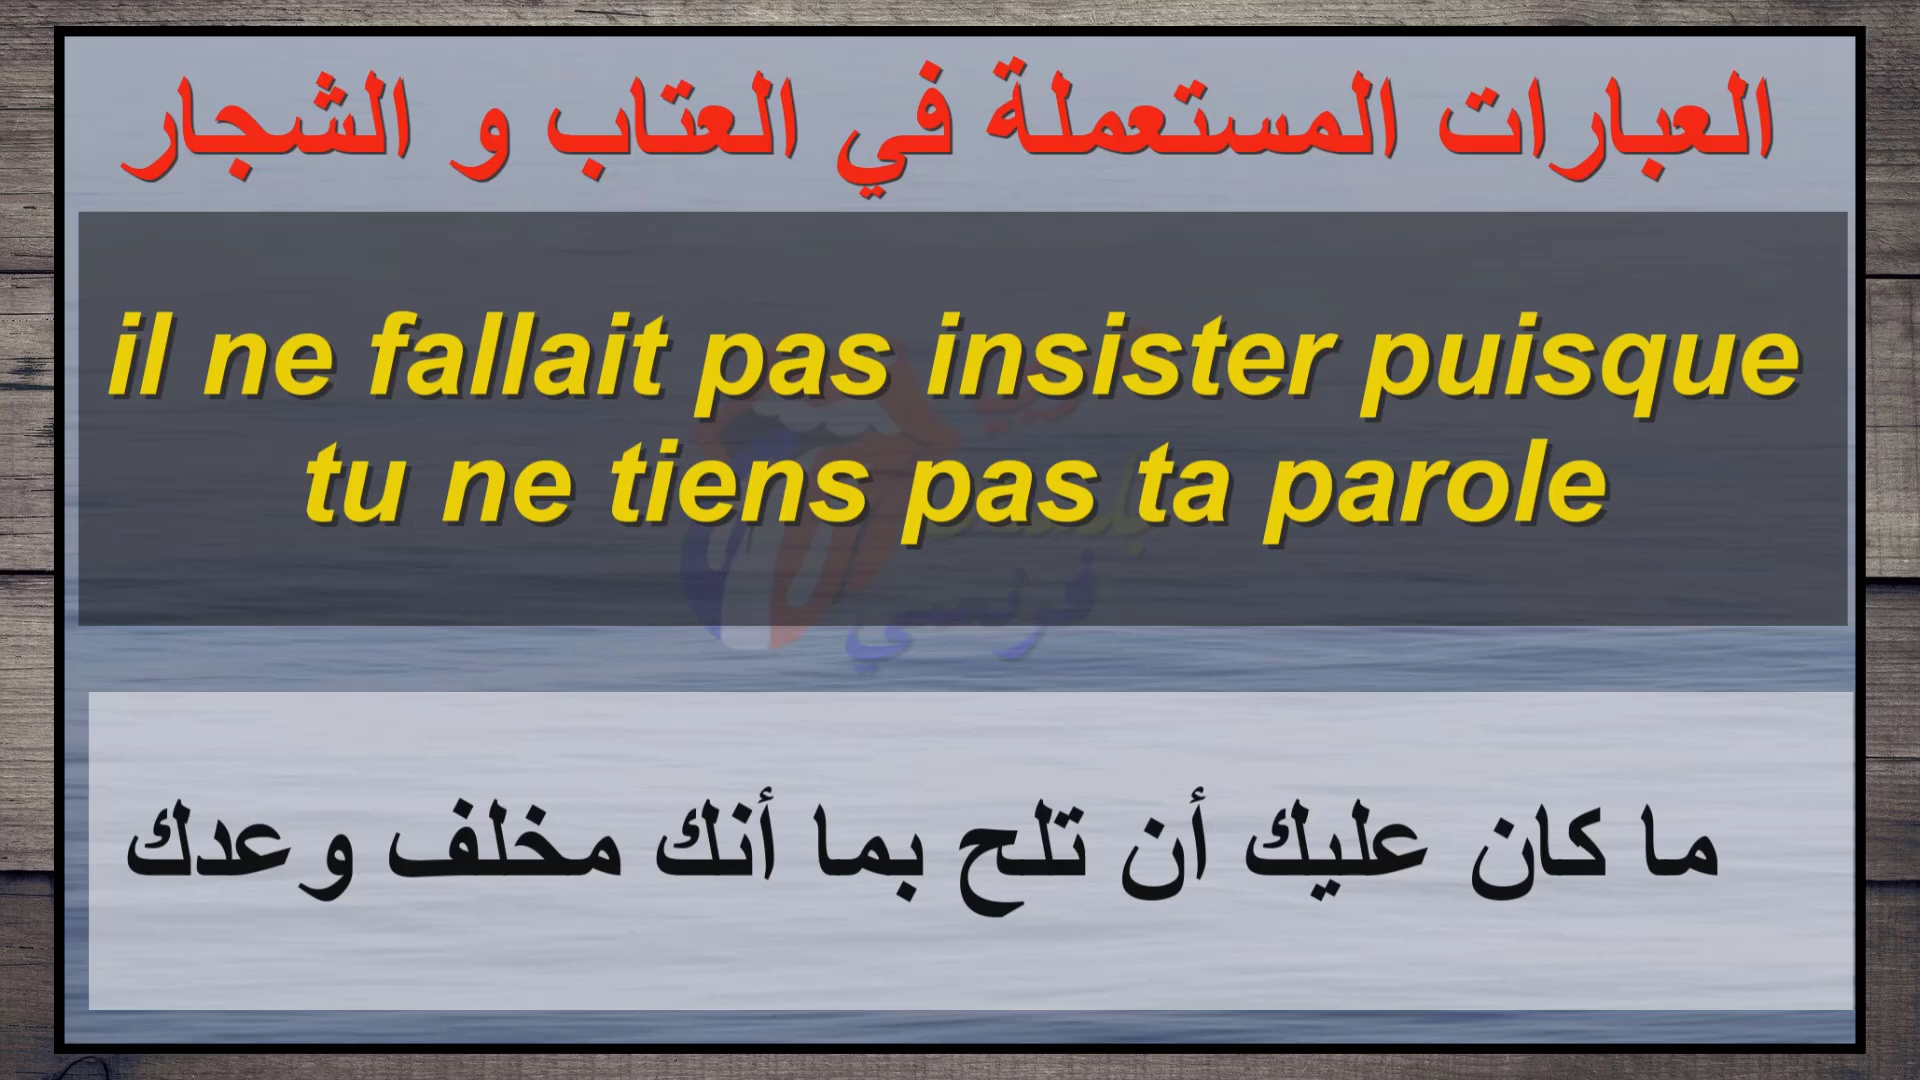 العبارات المستعملة في العتاب و الشجار
il ne fallait pas insister puisque
tu ne tiens pas ta parole
فرنسي
ما كان عليك أن تلح بما أنك مخلف وعدك